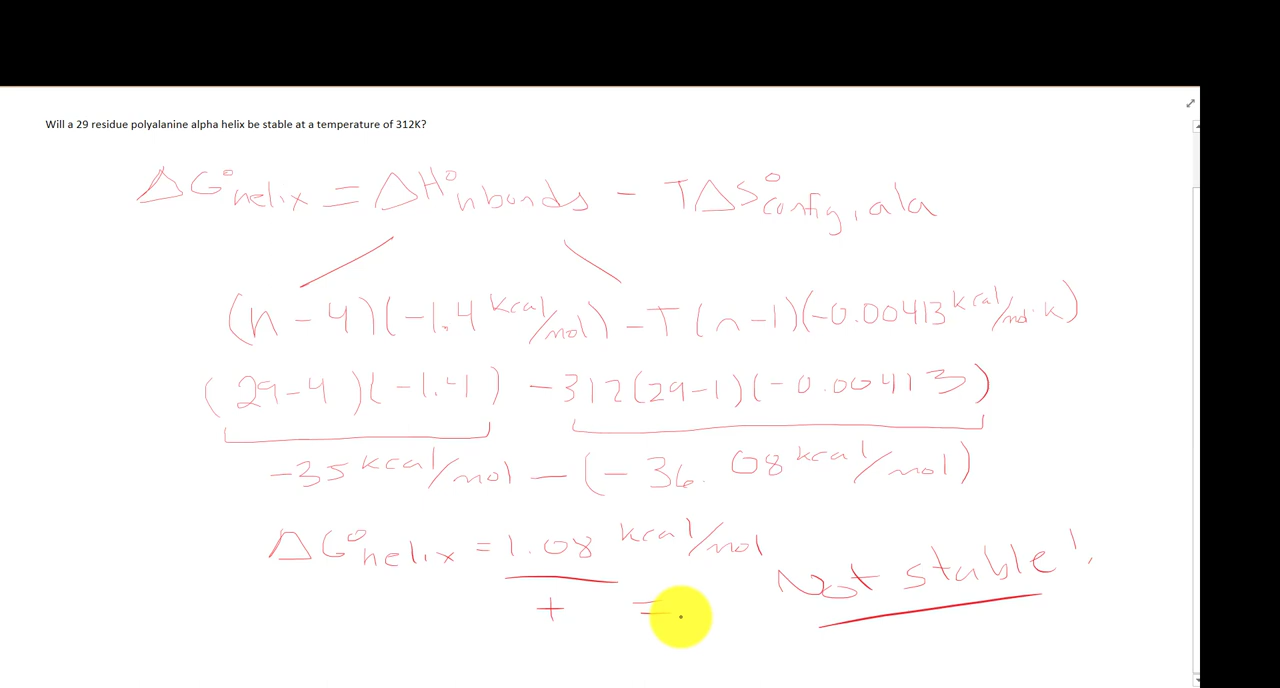 Will a 29 residue polyalanine alpha helix be stable at a temperature of 312K?
ΔG°helix = ΔH°hbonds - TΔS°config, ala
(n-4)(-1.4 kcal/mol) - T(n-1)(-0.00413 kcal/mol·K)
(29-4)(-1.4) -312(29-1)(-0.00413)
-35 kcal/mol - (-36.08 kcal/mol)
ΔG°helix = 1.08 kcal/mol
Not stable!
+ =